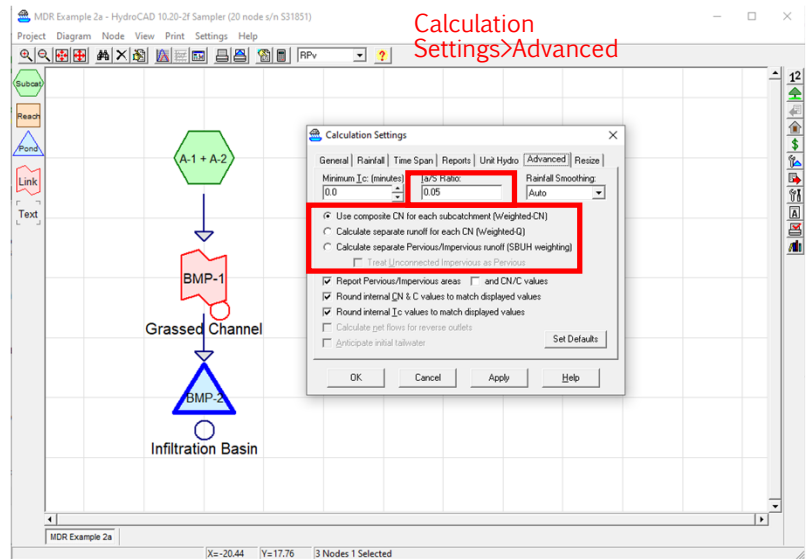 MDR Example 2a - HydroCAD 10.20-2f Sampler (20 node s/n S31851)
Calculation
Settings>Advanced
Project Diagram Node View Print Settings Help
RPv
?
Subcat
Reach
Pond
Link
Text
12
$
A
A-1 + A-2
BMP-1
Grassed Channel
BMP-2
Infiltration Basin
Calculation Settings
General Rainfall Time Span Reports Unit Hydro Advanced Resize
Minimum Tc: (minutes) Ia/S Ratio: Rainfall Smoothing:
0.0 0.05 Auto
Use composite CN for each subcatchment (Weighted-CN)
Calculate separate runoff for each CN (Weighted-Q)
Calculate separate Pervious/Impervious runoff (SBUH weighting)
Treat Unconnected Impervious as Pervious
Report Pervious/Impervious areas and CN/C values
Round internal CN & C values to match displayed values
Round internal Tc values to match displayed values
Calculate net flows for reverse outlets
Anticipate initial tailwater
Set Defaults
OK Cancel Apply Help
MDR Example 2a
X=-20.44 Y=17.76 3 Nodes 1 Selected